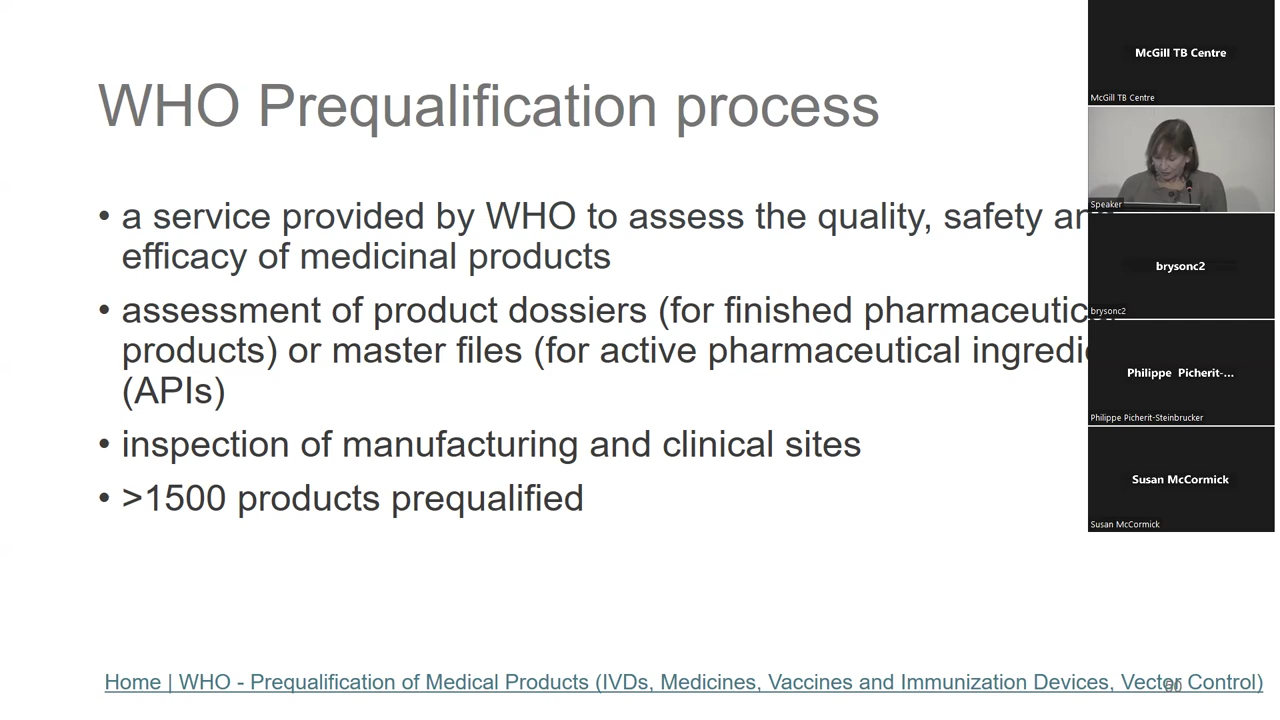 WHO Prequalification process
• a service provided by WHO to assess the quality, safety and
efficacy of medicinal products
• assessment of product dossiers (for finished pharmaceutical
products) or master files (for active pharmaceutical
(APIs)
• inspection of manufacturing and clinical sites
• >1500 products prequalified
Home | WHO - Prequalification of Medical Products (IVDs, Medicines, Vaccines and Immunization Devices, Vector Control)
McGill TB Centre
McGill TB Centre
Speaker
brysonc2
brysonc2
Philippe Picherit-...
Philippe Picherit-Steinbrucker
Susan McCormick
Susan McCormick